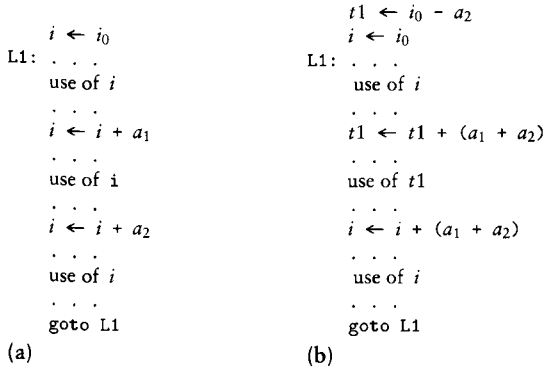 i ← i₀
L1: . . .
use of i
. . .
i ← i + a₁
. . .
use of i
. . .
i ← i + a₂
. . .
use of i
. . .
goto L1
(a)
t1 ← i₀ - a₂
i ← i₀
L1: . . .
use of i
. . .
t1 ← t1 + (a₁ + a₂)
. . .
use of t1
. . .
i ← i + (a₁ + a₂)
. . .
use of i
. . .
goto L1
(b)